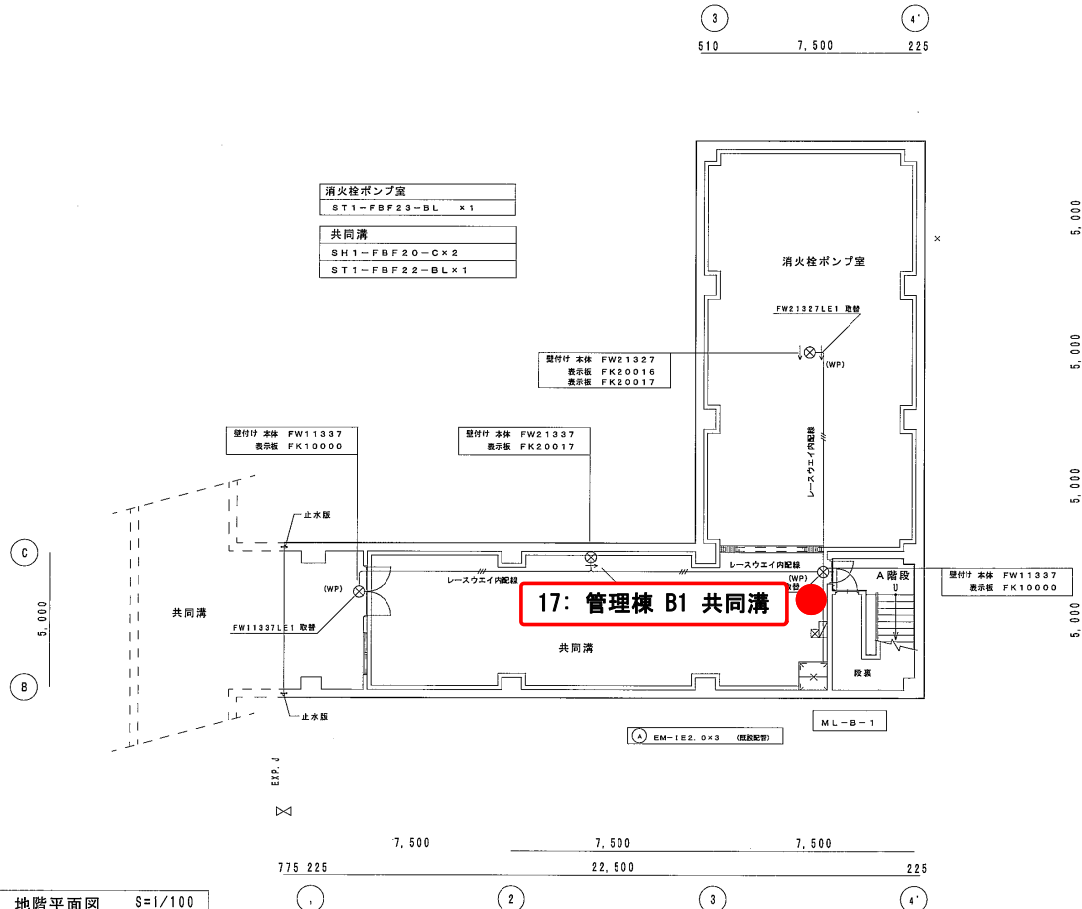 3 4'
510 7,500 225
消火栓ポンプ室
ST1-FBF23-BL ×1
共同溝
SH1-FBF20-C×2
ST1-FBF22-BL×1
消火栓ポンプ室
FW21327LE1 取替
(WP)
壁付け 本体 FW21327
表示板 FK20016
表示板 FK20017
壁付け 本体 FW11337
表示板 FK10000
壁付け 本体 FW21337
表示板 FK20017
レースウエイ内配線
5,000
5,000
5,000
5,000
止水版
C
5,000
B
共同溝
(WP)
FW11337LE1 取替
レースウエイ内配線
レースウエイ内配線
(WP)
取替
17: 管理棟 B1 共同溝
共同溝
A階段
U
段裏
壁付け 本体 FW11337
表示板 FK10000
止水版
ML-B-1
A EM-IE2.0×3 (既設配管)
EXP.J
7,500 7,500 7,500
775 225 22,500 225
2 3 4'
地階平面図 S=1/100